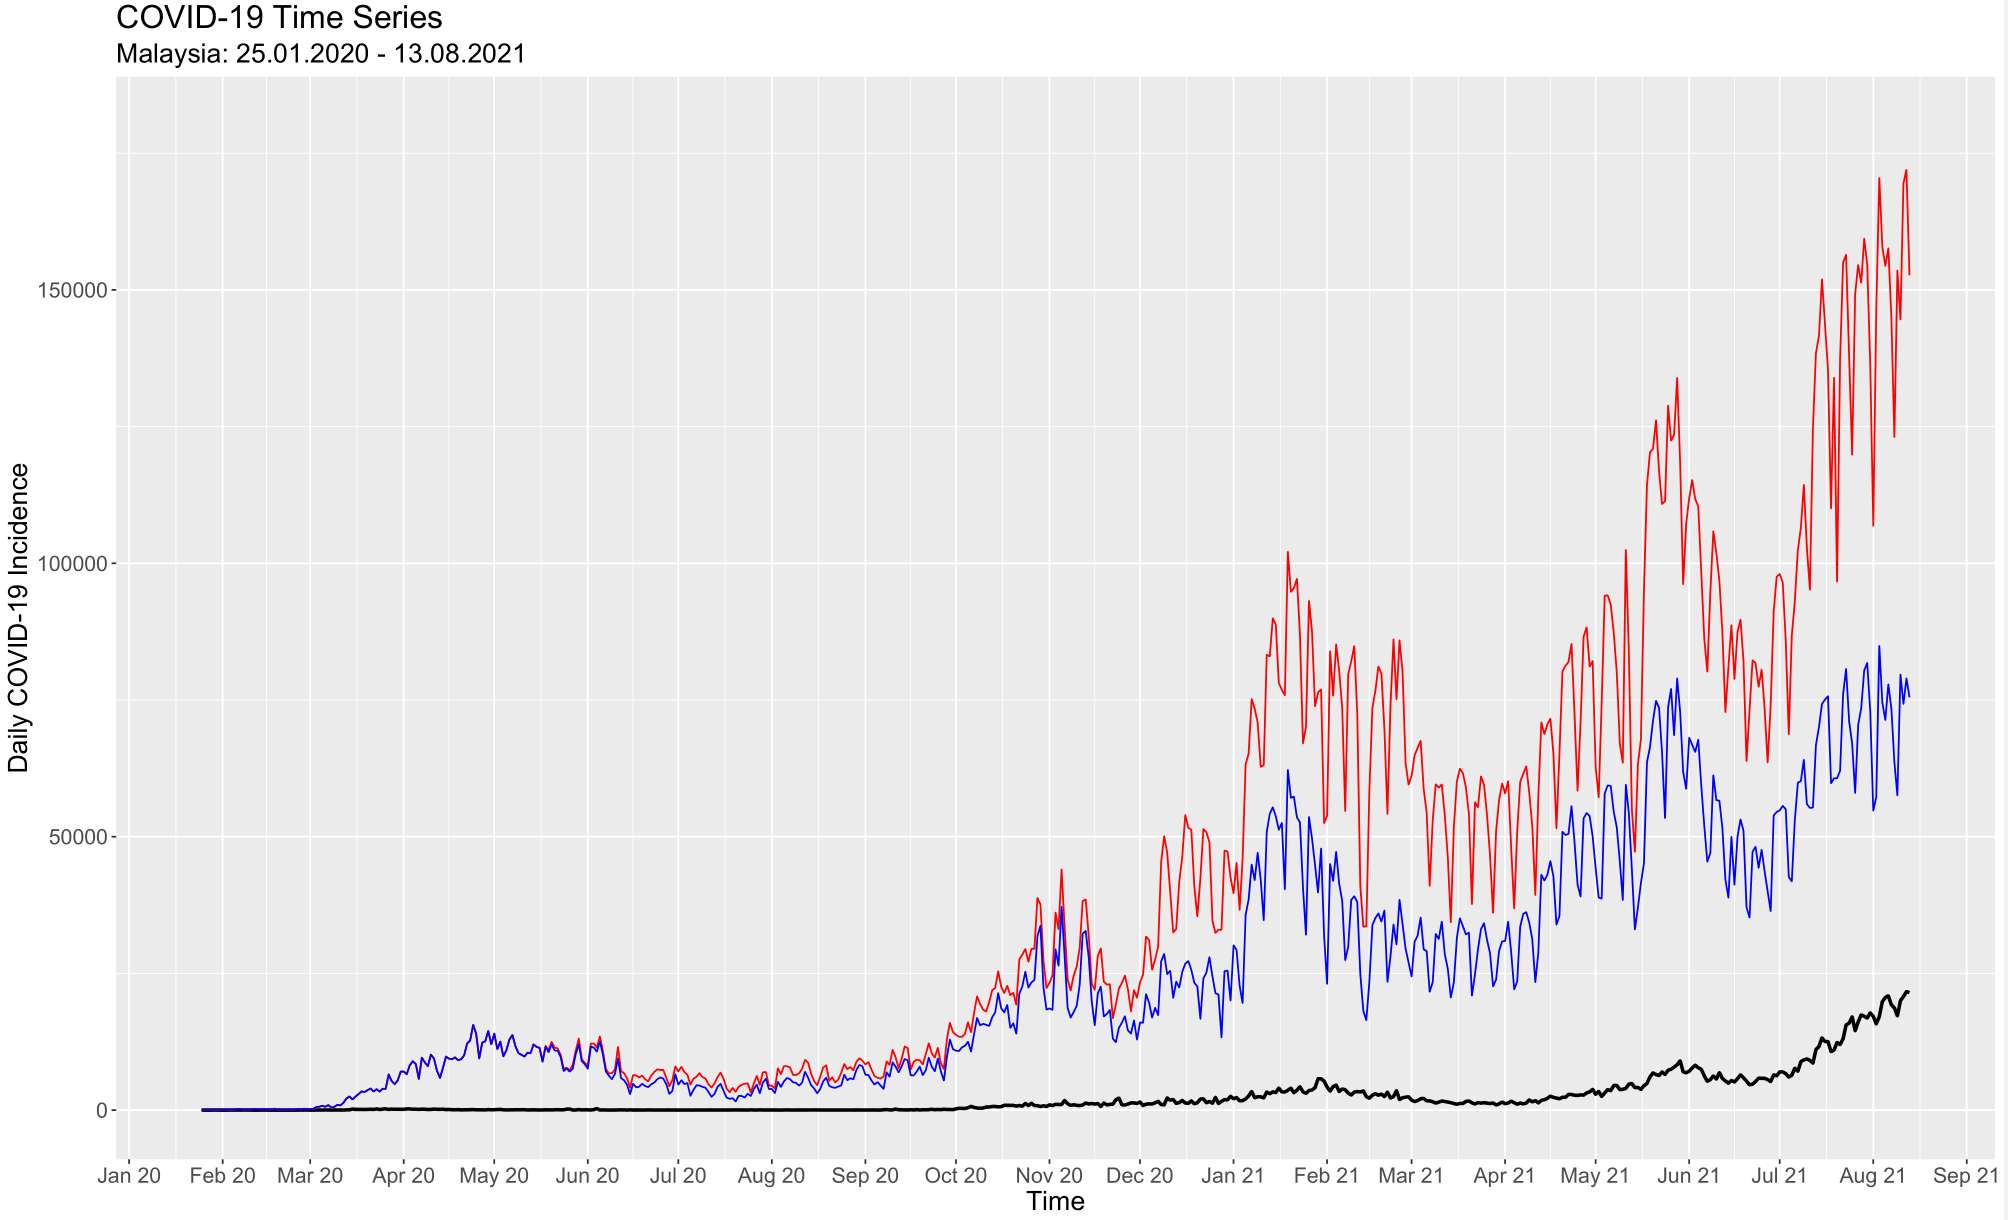 COVID-19 Time Series
Malaysia: 25.01.2020 - 13.08.2021
Daily COVID-19 Incidence
150000
100000
50000
0
Jan 20 Feb 20 Mar 20 Apr 20 May 20 Jun 20 Jul 20 Aug 20 Sep 20 Oct 20 Nov 20 Dec 20 Jan 21 Feb 21 Mar 21 Apr 21 May 21 Jun 21 Jul 21 Aug 21 Sep 21
Time